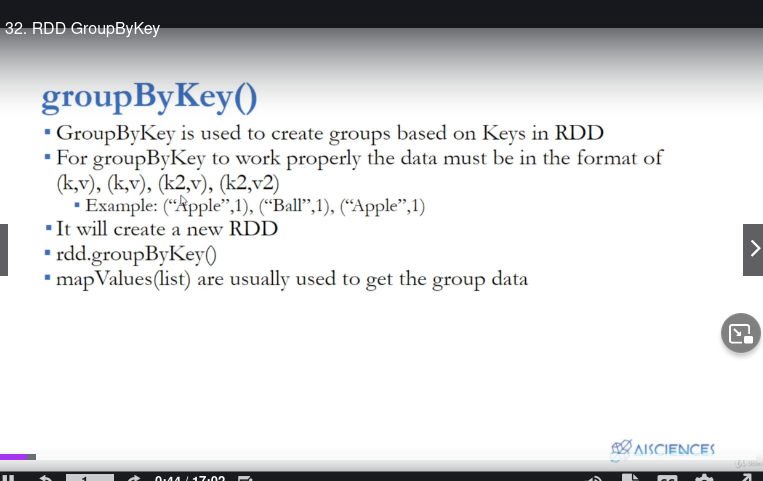 32. RDD GroupByKey
groupByKey()
▪ GroupByKey is used to create groups based on Keys in RDD
▪ For groupByKey to work properly the data must be in the format of
(k,v), (k,v), (k2,v), (k2,v2)
▪ Example: (“Apple”,1), (“Ball”,1), (“Apple”,1)
▪ It will create a new RDD
▪ rdd.groupByKey()
▪ mapValues(list) are usually used to get the group data
AISCIENCES
0:44 / 17:02